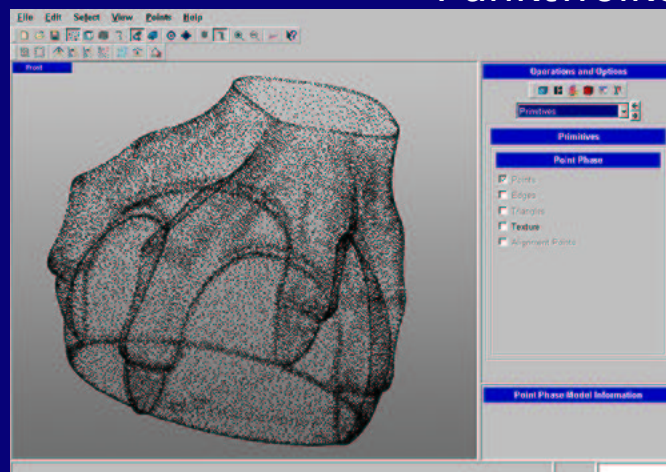 File Edit Select View Points Help
Front
Operations and Options
Primitives
Primitives
Point Phase
Points
Edges
Triangles
Texture
Alignment Points
Point Phase Model Information